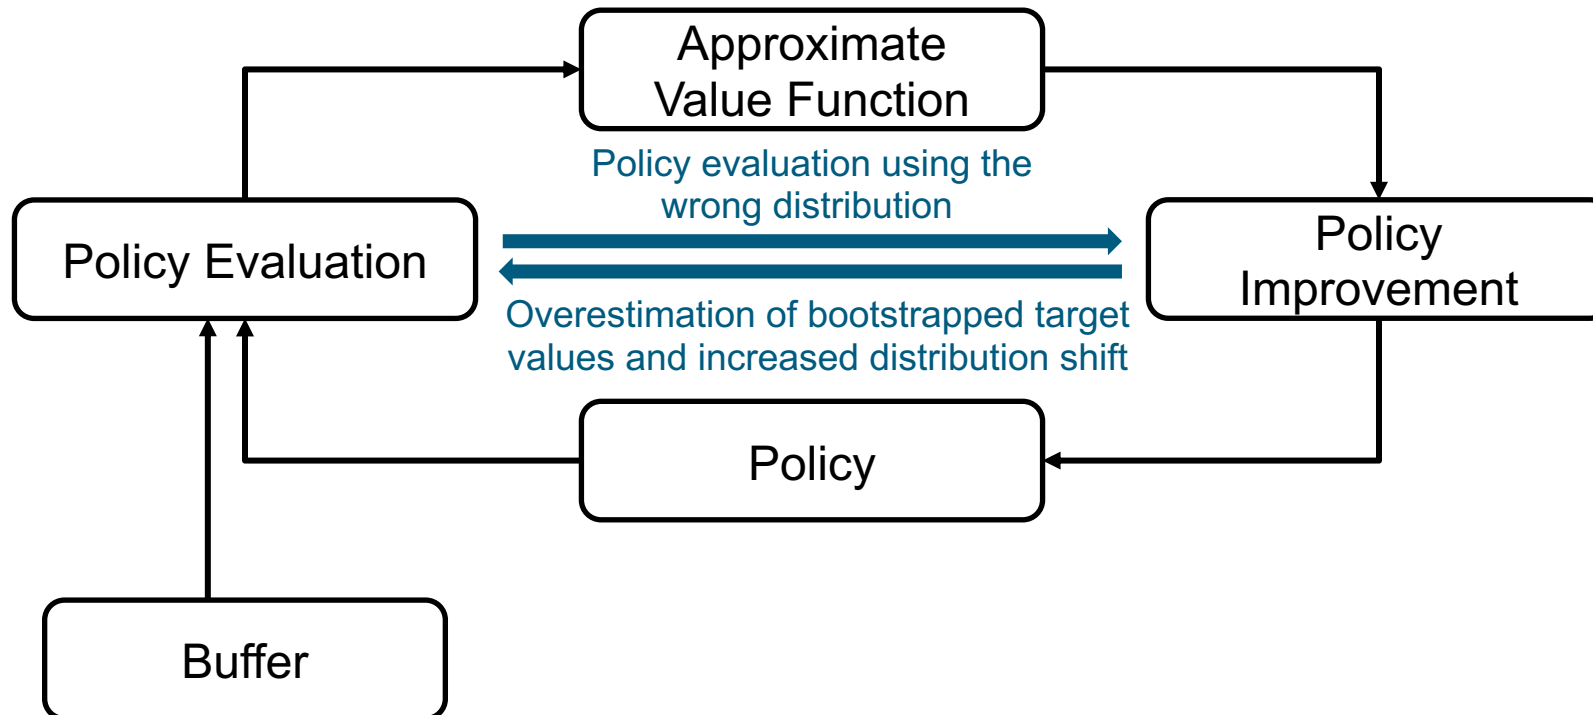 Approximate
Value Function
Policy evaluation using the
wrong distribution
Policy Evaluation
Policy
Improvement
Overestimation of bootstrapped target
values and increased distribution shift
Policy
Buffer